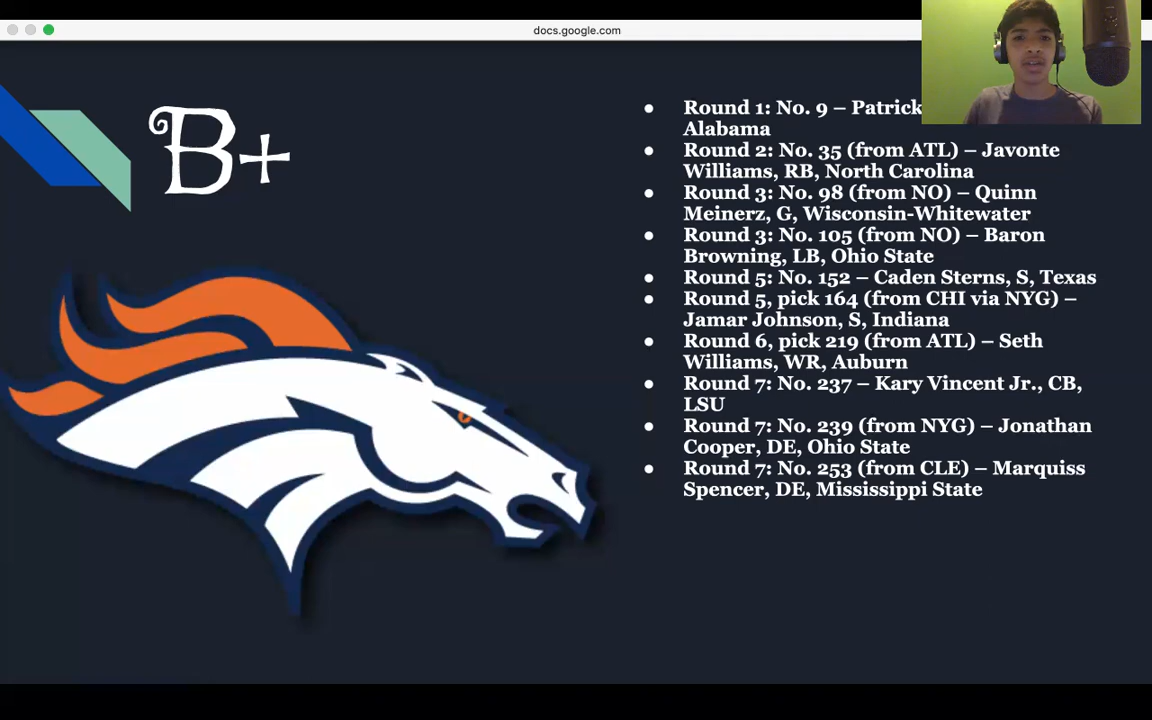 docs.google.com
B+
Round 1: No. 9 – Patrick
Alabama
Round 2: No. 35 (from ATL) – Javonte
Williams, RB, North Carolina
Round 3: No. 98 (from NO) – Quinn
Meinerz, G, Wisconsin-Whitewater
Round 3: No. 105 (from NO) – Baron
Browning, LB, Ohio State
Round 5: No. 152 – Caden Sterns, S, Texas
Round 5, pick 164 (from CHI via NYG) –
Jamar Johnson, S, Indiana
Round 6, pick 219 (from ATL) – Seth
Williams, WR, Auburn
Round 7: No. 237 – Kary Vincent Jr., CB,
LSU
Round 7: No. 239 (from NYG) – Jonathan
Cooper, DE, Ohio State
Round 7: No. 253 (from CLE) – Marquiss
Spencer, DE, Mississippi State